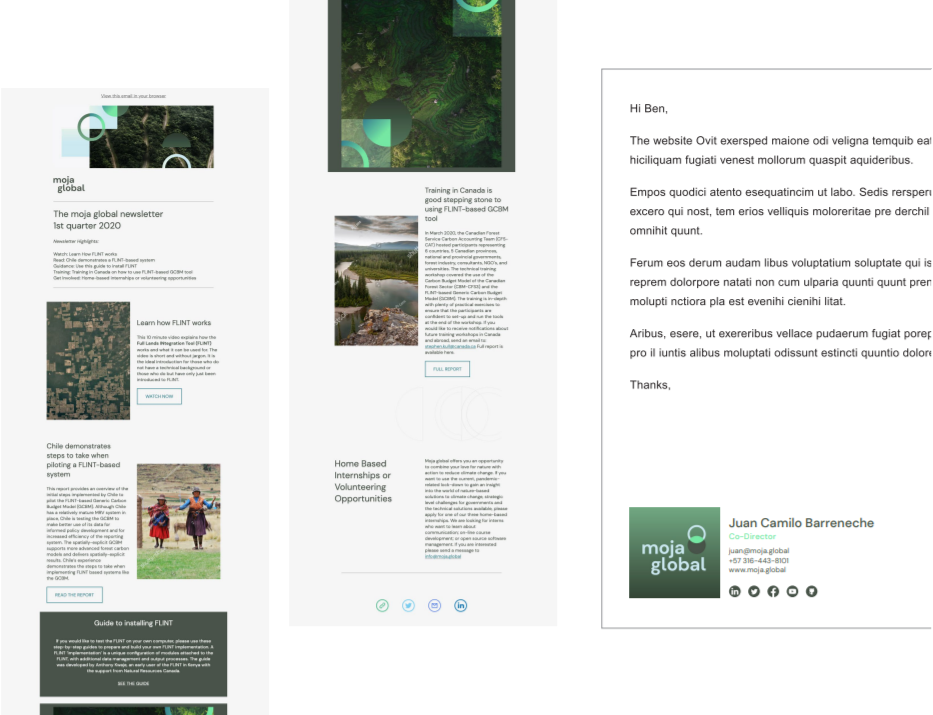 View this email in your browser
moja
global
The moja global newsletter
1st quarter 2020
Newsletter Highlights:
Watch: Learn How FLINT works
Read: Chile demonstrates a FLINT-based system
Guidance: Use this guide to install FLINT
Training: Training in Canada on how to use FLINT-based GCBM tool
Get Involved: Home-based internships or volunteering opportunities
Learn how FLINT works
This 10 minute video explains how the
Full Lands INtegration Tool (FLINT)
works and what it can be used for. The
video is short and without jargon. It is
the ideal introduction for those who do
not have a technical background or
those who do but have only just been
introduced to FLINT.
WATCH NOW
Chile demonstrates
steps to take when
piloting a FLINT-based
system
This report provides an overview of the
initial steps implemented by Chile to
pilot the FLINT-based Generic Carbon
Budget Model (GCBM). Although Chile
has a relatively mature MRV system in
place, Chile is testing the GCBM to
make better use of its data for
informed policy development and for
increased efficiency of the reporting
system. The spatially-explicit GCBM
supports more advanced forest carbon
models and delivers spatially-explicit
results. Chile's experience
demonstrates the steps to take when
implementing FLINT based systems like
the GCBM.
READ THE REPORT
Guide to installing FLINT
If you would like to test the FLINT on your own computer, please use these
step-by-step guides to prepare and build your own FLINT implementation. A
FLINT 'implementation' is a unique configuration of modules attached to the
FLINT, with additional data management and output processes. The guide
was developed by Anthony Gwaje, an early user of the FLINT in Kenya with
the support from Natural Resources Canada.
SEE THE GUIDE
Training in Canada is
good stepping stone to
using FLINT-based GCBM
tool
In March 2020, the Canadian Forest
Service Carbon Accounting Team (CFS-
CAT) hosted participants representing
6 countries, 5 Canadian provinces,
national and provincial governments,
forest industry, consultants, NGO's, and
universities. The technical training
workshop covered the use of the
Carbon Budget Model of the Canadian
Forest Sector (CBM-CFS3) and the
FLINT-based Generic Carbon Budget
Model (GCBM). The training is in-depth
with plenty of practical exercises to
ensure that the participants are
confident to set-up and run the tools
at the end of the workshop. If you
would like to receive notifications about
future training workshops in Canada
and abroad, send an email to:
Full report is
available here.
FULL REPORT
Home Based
Internships or
Volunteering
Opportunities
Moja global offers you an opportunity
to combine your love for nature with
action to reduce climate change. If you
want to use the current, pandemic-
related lock-down to gain an insight
into the world of nature-based
solutions to climate change, strategic
level challenges for governments and
the technical solutions available, please
apply for one of our three home-based
internships. We are looking for interns
who want to learn about
communication, on-line course
development, or open source software
management. If you are interested
please send a message to
info@moja.global
Hi Ben,
The website Ovit exersped maione odi veligna temquib eat
hiciliquam fugiati venest mollorum quaspit aquideribus.
Empos quodici atento esequatincim ut labo. Sedis rersperu
excero qui nost, tem erios velliquis moloreritae pre derchil
omnihit quunt.
Ferum eos derum audam libus voluptatium soluptate qui is
reprem dolorpore natati non cum ulparia quunti quunt pren
molupti nctiora pla est evenihi cienihi litat.
Aribus, esere, ut exereribus vellace pudaerum fugiat porep
pro il iuntis alibus moluptati odissunt estincti quuntio dolore
Thanks,
moja
global
Juan Camilo Barreneche
Co-Director
juan@moja.global
+57 316-443-8101
www.moja.global